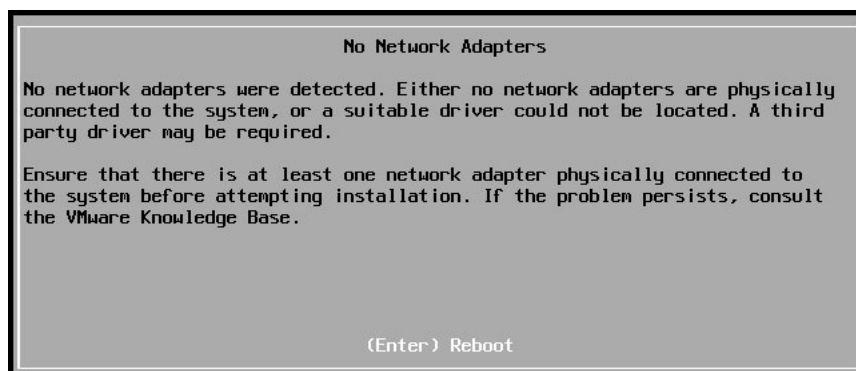 No Network Adapters
No network adapters were detected. Either no network adapters are physically
connected to the system, or a suitable driver could not be located. A third
party driver may be required.
Ensure that there is at least one network adapter physically connected to
the system before attempting installation. If the problem persists, consult
the VMware Knowledge Base.
(Enter) Reboot